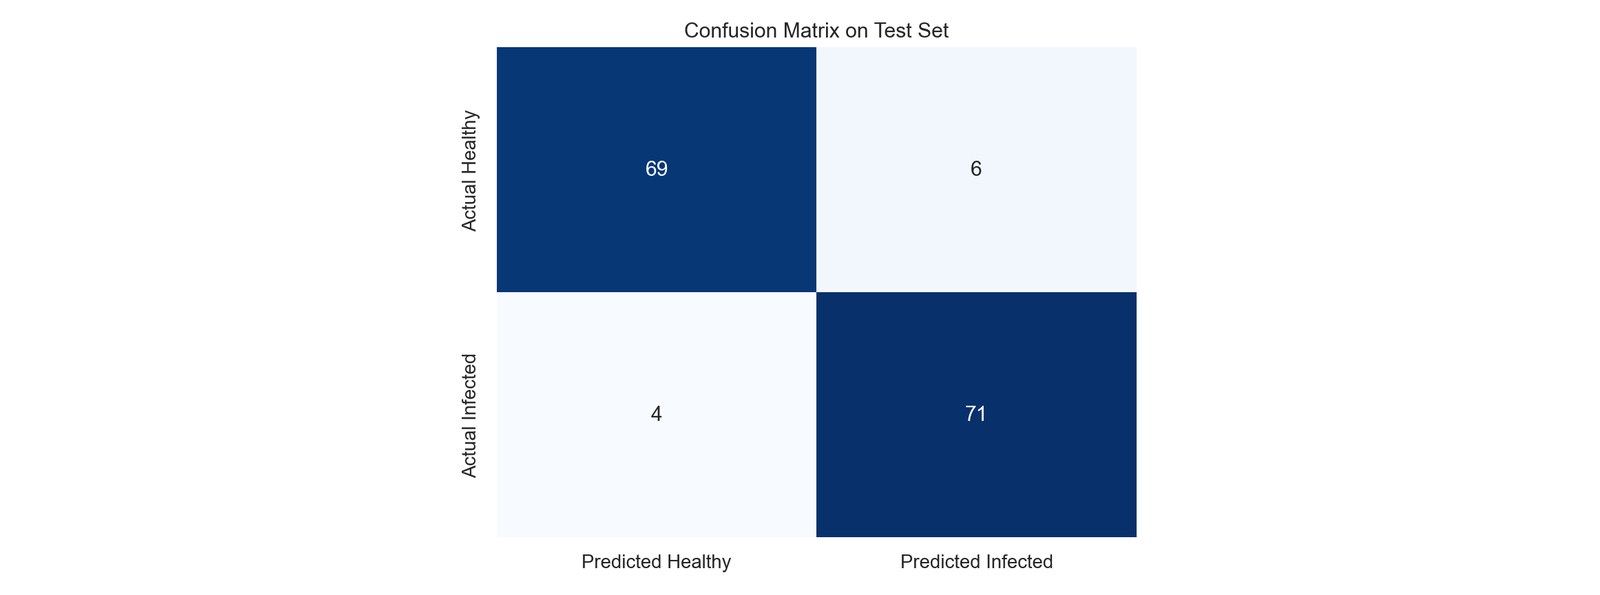 Confusion Matrix on Test Set
Actual Healthy
69
6
Actual Infected
4
71
Predicted Healthy
Predicted Infected